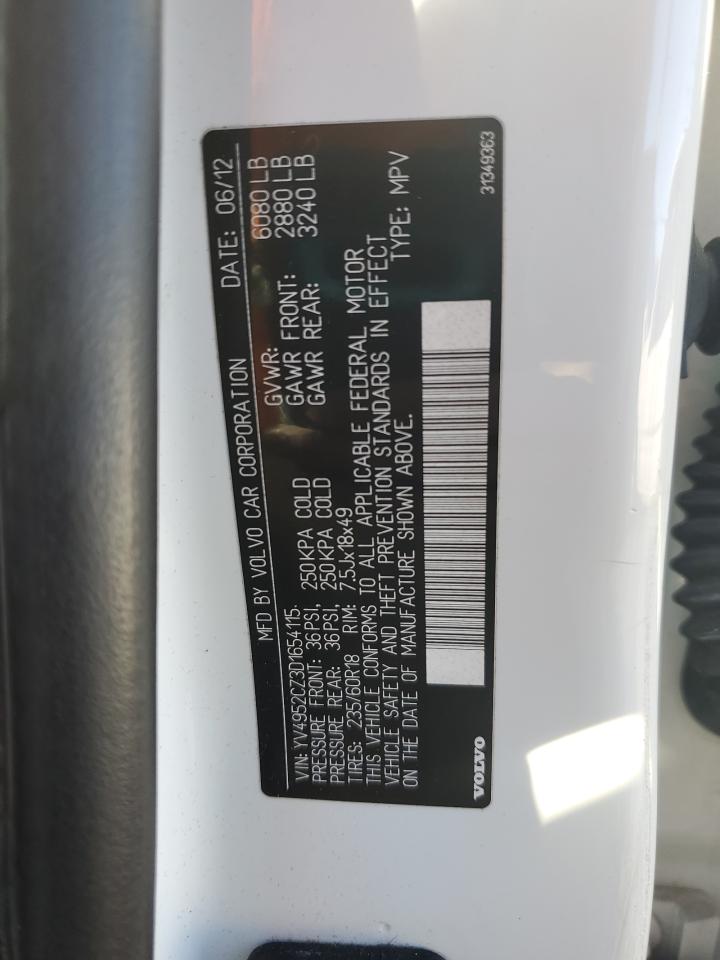 MFD BY VOLVO CAR CORPORATION DATE: 06/12
GVWR: 6080 LB
GAWR FRONT: 2880 LB
GAWR REAR: 3240 LB
VIN: YV4952CZ3D1654115.
PRESSURE FRONT: 36PSI, 250KPA COLD
PRESSURE REAR: 36PSI, 250KPA COLD
TIRES: 235/60R18 RIM: 7.5Jx18x49
THIS VEHICLE CONFORMS TO ALL APPLICABLE FEDERAL MOTOR
VEHICLE SAFETY AND THEFT PREVENTION STANDARDS IN EFFECT
ON THE DATE OF MANUFACTURE SHOWN ABOVE. TYPE: MPV
VOLVO 31349363